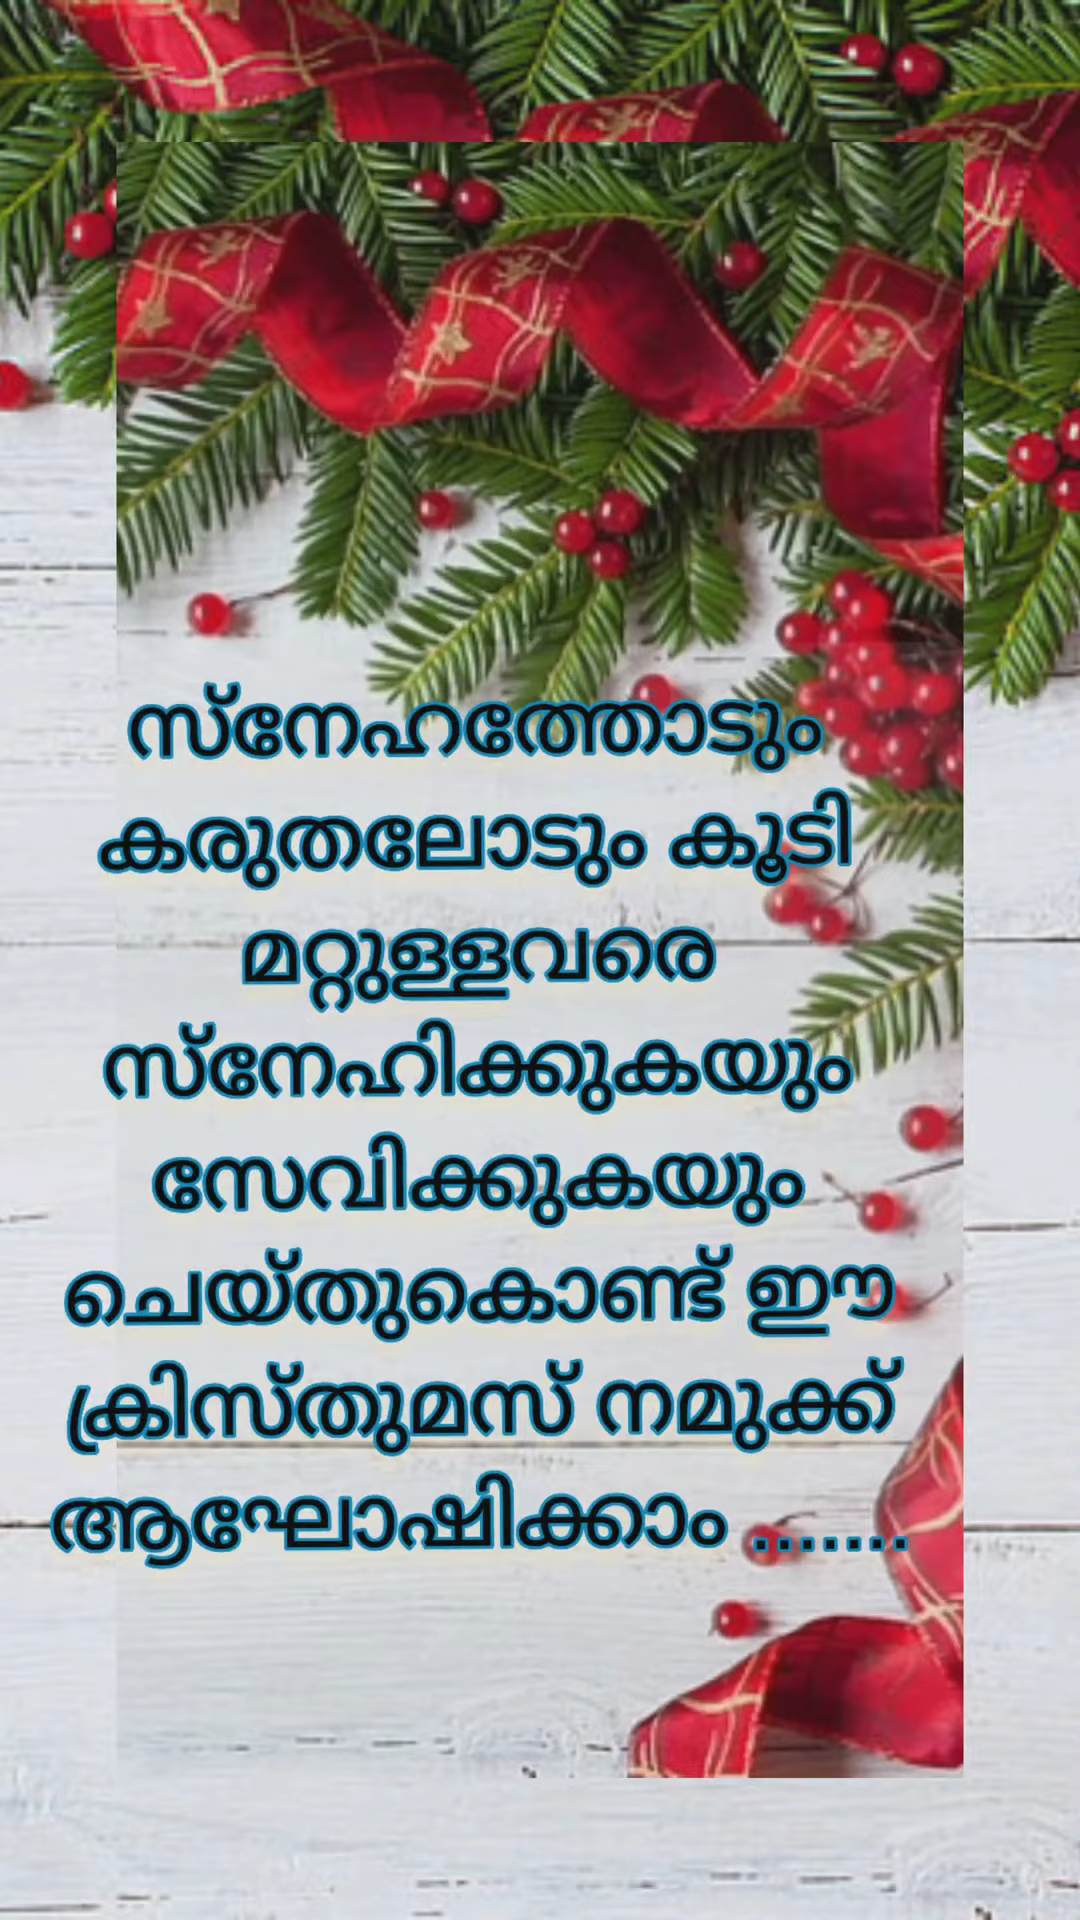 സ്നേഹത്തോടും
കരുതലോടും കൂടി
മറ്റുള്ളവരെ
സ്നേഹിക്കുകയും
സേവിക്കുകയും
ചെയ്തുകൊണ്ട് ഈ
ക്രിസ്തുമസ് നമുക്ക്
ആഘോഷിക്കാം .......